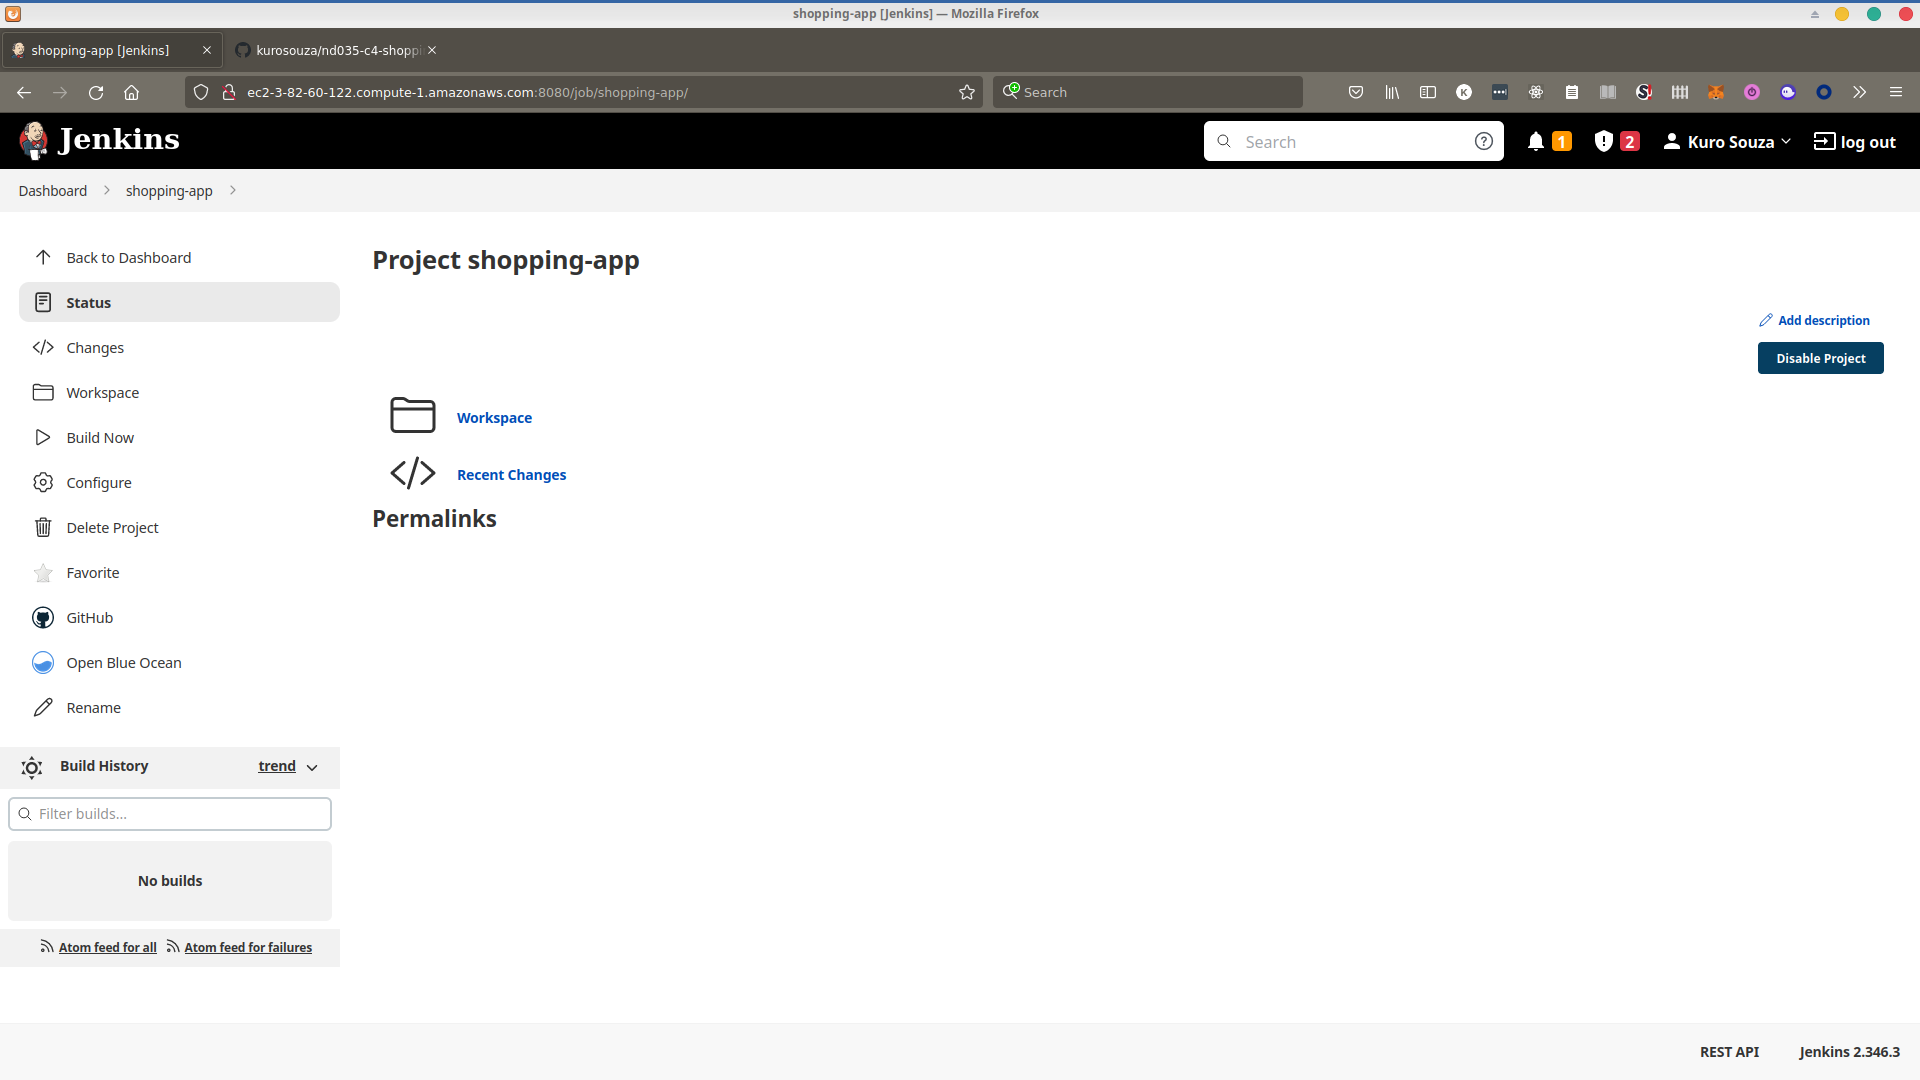 shopping-app [Jenkins] — Mozilla Firefox
shopping-app [Jenkins]
kurosouza/nd035-c4-shoppi
ec2-3-82-60-122.compute-1.amazonaws.com:8080/job/shopping-app/
Search
Jenkins
Search
1
2
Kuro Souza
log out
Dashboard
shopping-app
Back to Dashboard
Status
Changes
Workspace
Build Now
Configure
Delete Project
Favorite
GitHub
Open Blue Ocean
Rename
Build History
trend
Filter builds...
No builds
Atom feed for all
Atom feed for failures
Project shopping-app
Add description
Disable Project
Workspace
Recent Changes
Permalinks
REST API
Jenkins 2.346.3